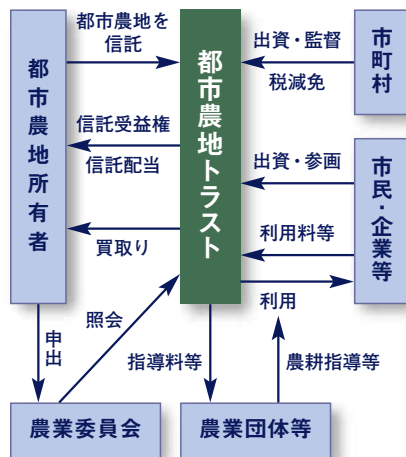 都市農地所有者
都市農地を
信託
信託受益権
信託配当
買取り
都市農地トラスト
出資・監督
税減免
市町村
出資・参画
利用料等
利用
市民・企業等
申出
照会
指導料等
農耕指導等
農業委員会
農業団体等